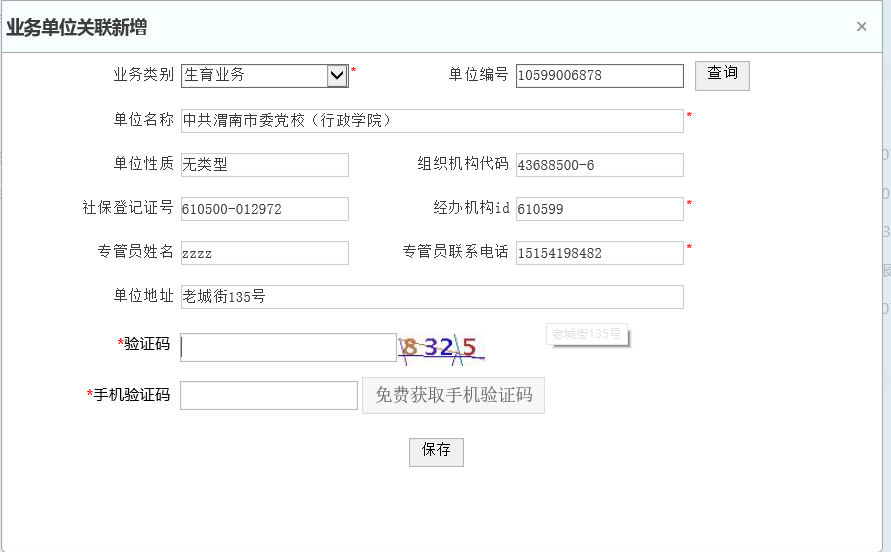 业务单位关联新增 ×
业务类别 生育业务 * 单位编号 10599006878 查询
单位名称 中共渭南市委党校（行政学院） *
单位性质 无类型 组织机构代码 43688500-6
社保登记证号 610500-012972 经办机构id 610599 *
专管员姓名 zzzz 专管员联系电话 15154198482 *
单位地址 老城街135号
*验证码 8325 老城街135号
*手机验证码 免费获取手机验证码
保存